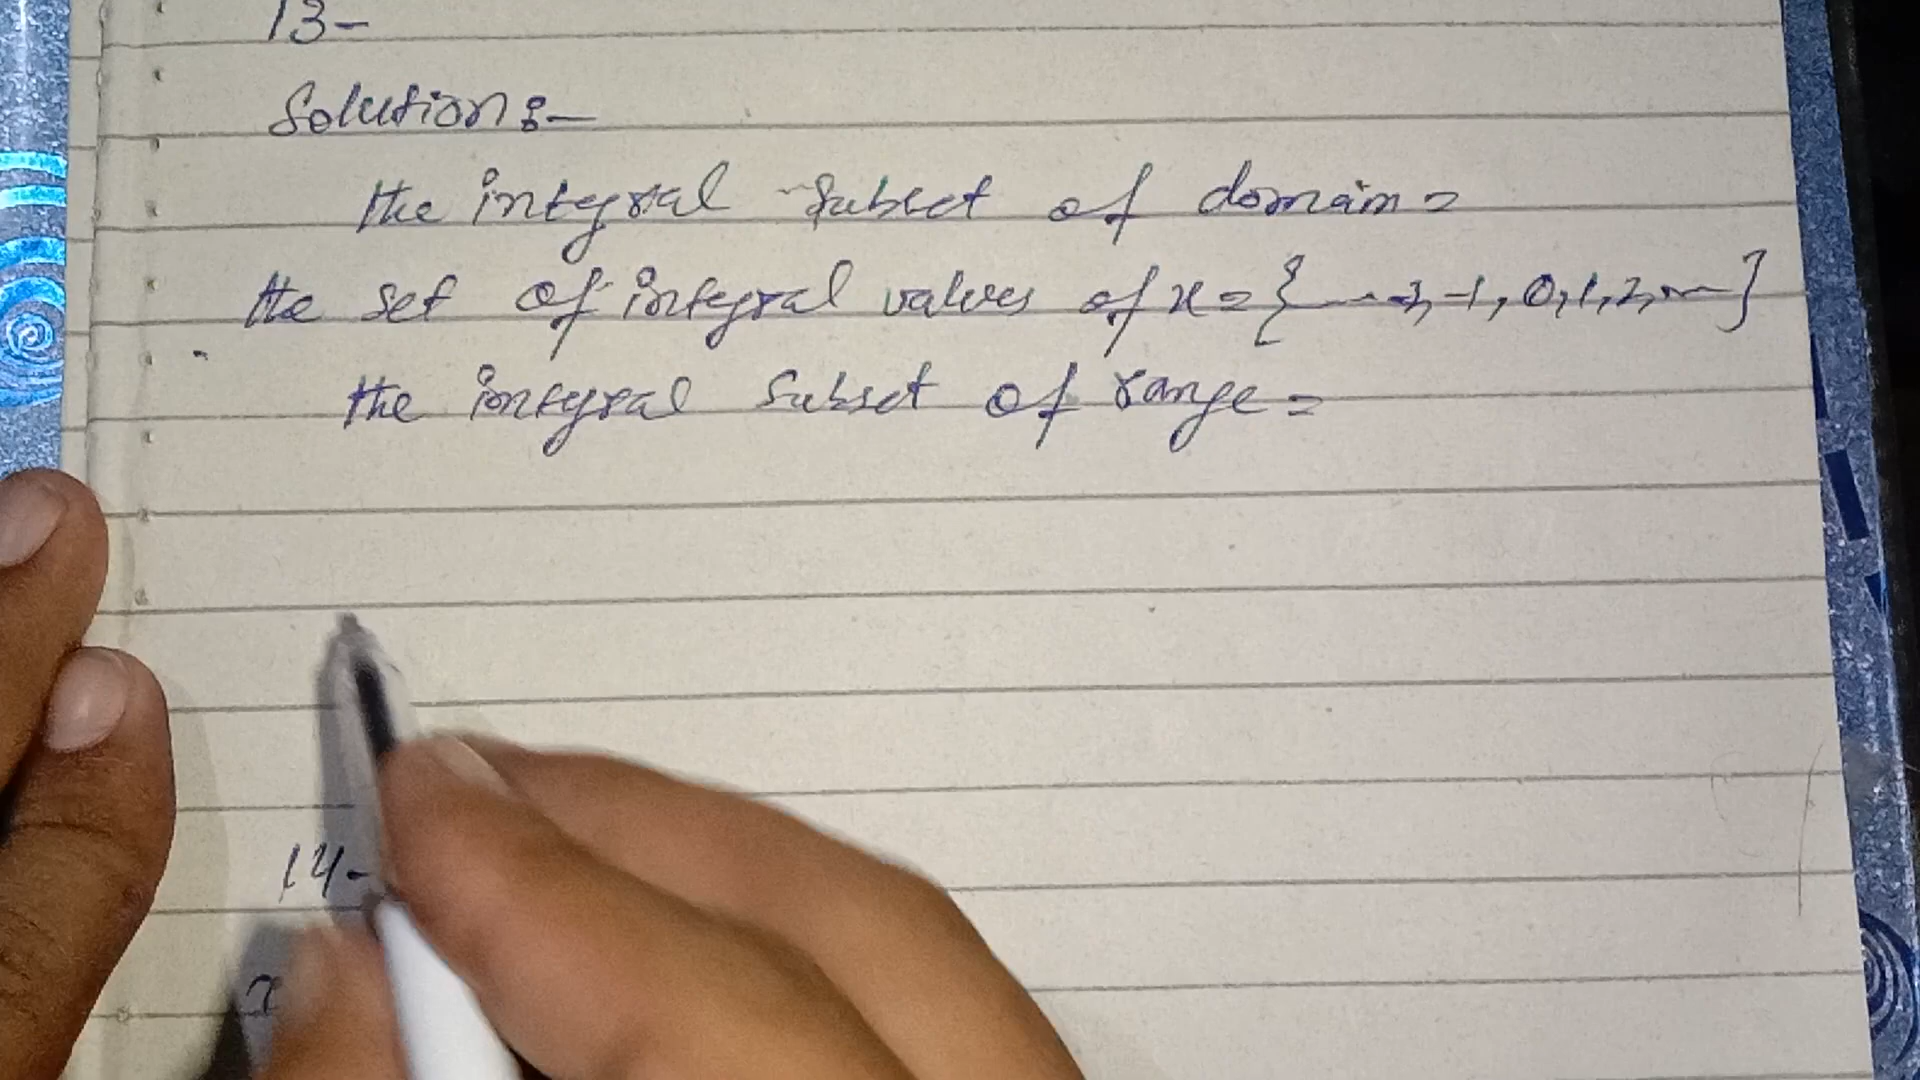 13-
Solution:-
the integral subset of domain=
the set of integral values of x={---2,-1, 0,1,2,--}
the integral subset of range=
14-